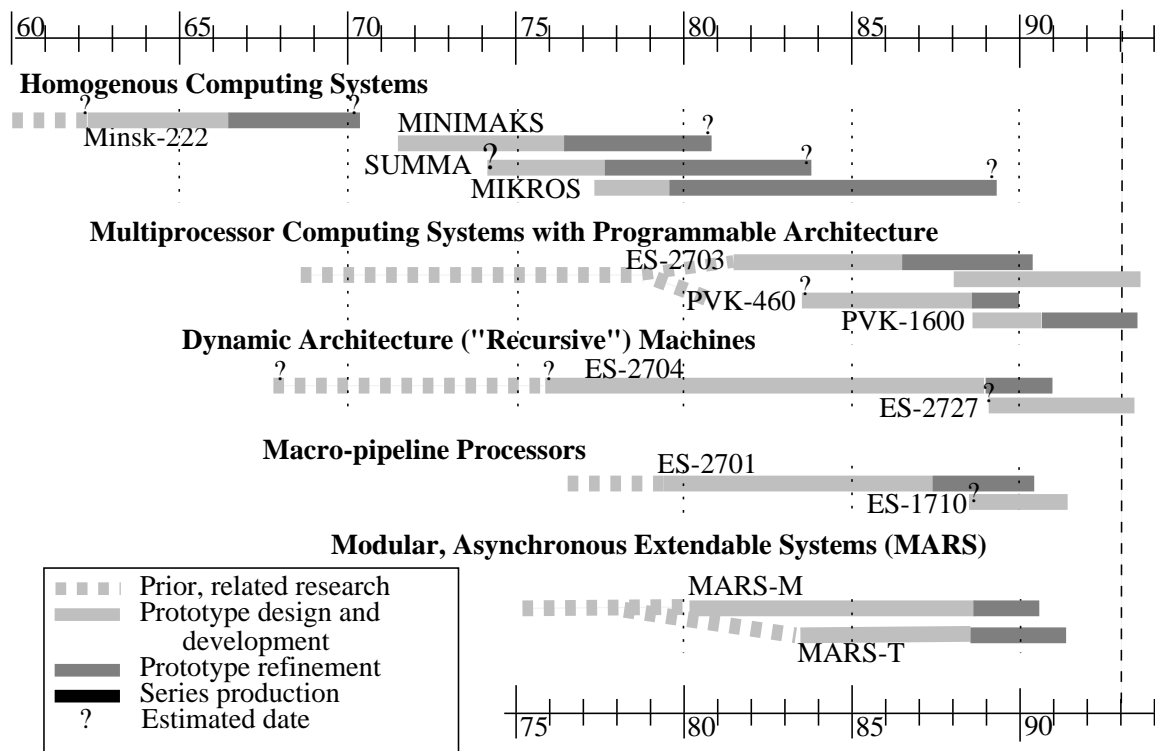 60 65 70 75 80 85 90
Homogenous Computing Systems
? ?
Minsk-222
MINIMAKS ?
SUMMA ? ?
MIKROS ?
Multiprocessor Computing Systems with Programmable Architecture
ES-2703
PVK-460 ?
PVK-1600
Dynamic Architecture ("Recursive") Machines
? ? ES-2704
ES-2727 ?
Macro-pipeline Processors
ES-2701
ES-1710 ?
Modular, Asynchronous Extendable Systems (MARS)
MARS-M
MARS-T
Prior, related research
Prototype design and
development
Prototype refinement
Series production
? Estimated date
75 80 85 90